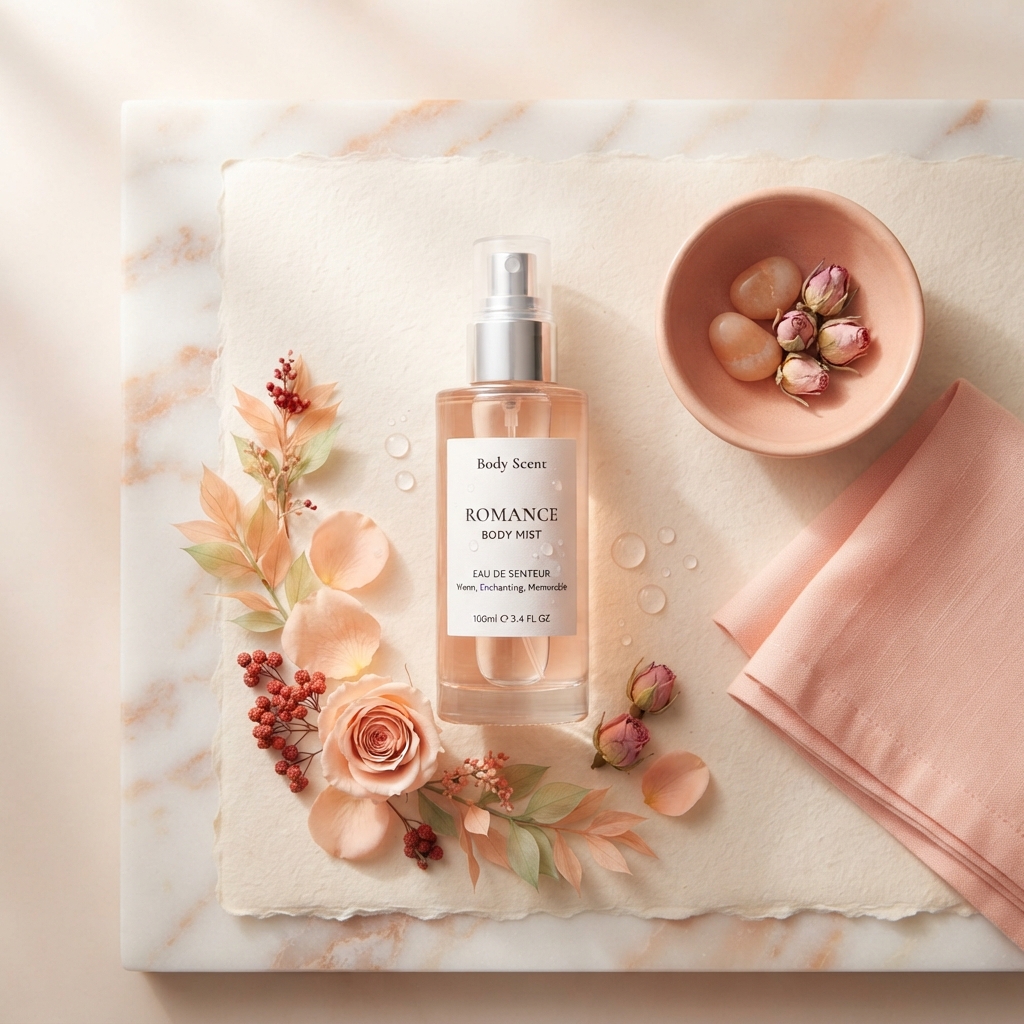 Body Scent
ROMANCE
BODY MIST
EAU DE SENTEUR
Wenn, Enchanting, Memorcble
100ml ℮ 3.4 FL GZ